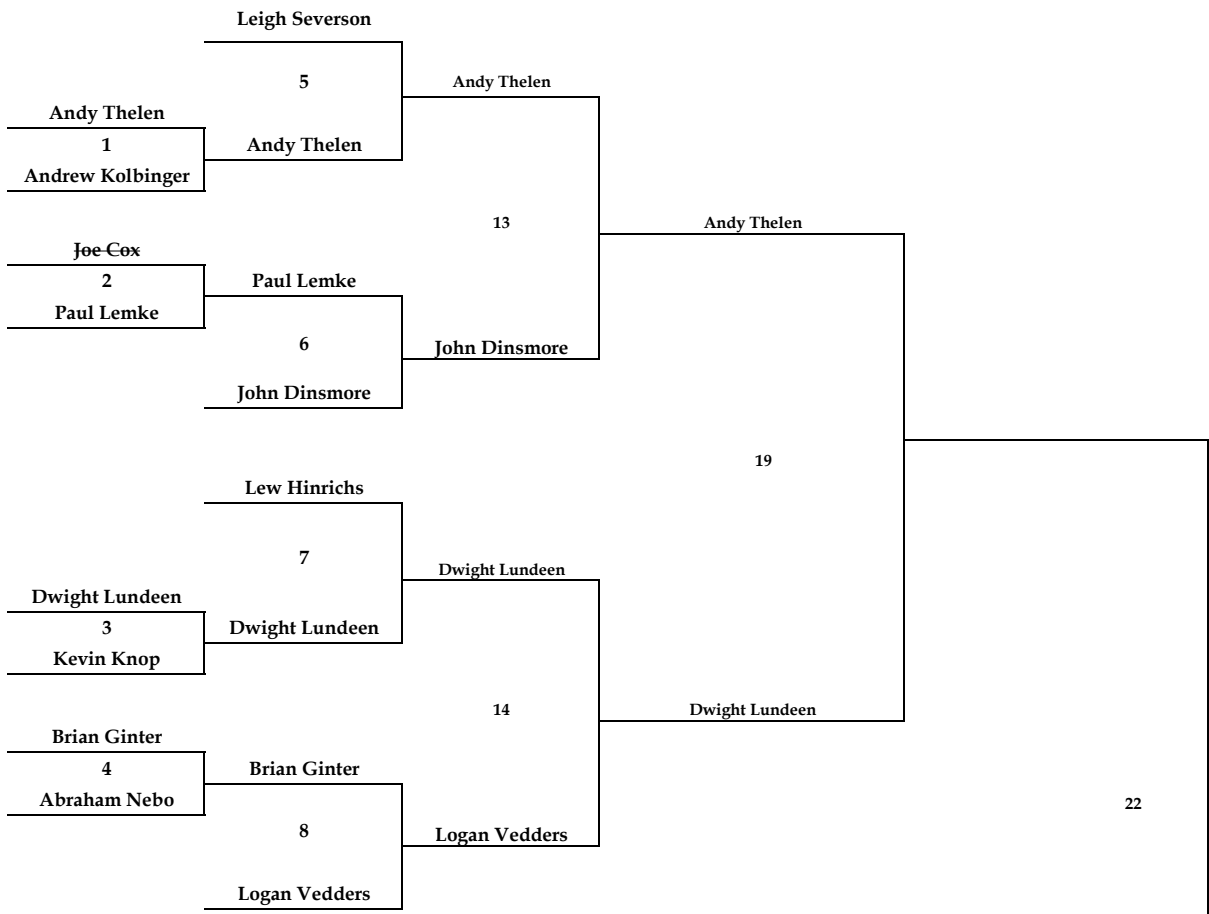 Leigh Severson
5
Andy Thelen
Andy Thelen
1
Andy Thelen
Andrew Kolbinger
13
Andy Thelen
Joe Cox
2
Paul Lemke
Paul Lemke
6
John Dinsmore
John Dinsmore
19
Lew Hinrichs
7
Dwight Lundeen
Dwight Lundeen
3
Dwight Lundeen
Kevin Knop
14
Dwight Lundeen
Brian Ginter
4
Brian Ginter
Abraham Nebo
22
8
Logan Vedders
Logan Vedders